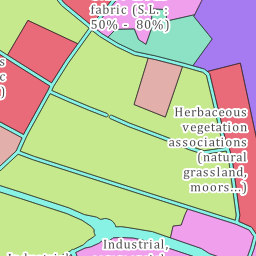 fabric (S.L. :
50% - 80%)
s
c
)
Herbaceous
vegetation
associations
(natural
grassland,
moors...)
Industrial,